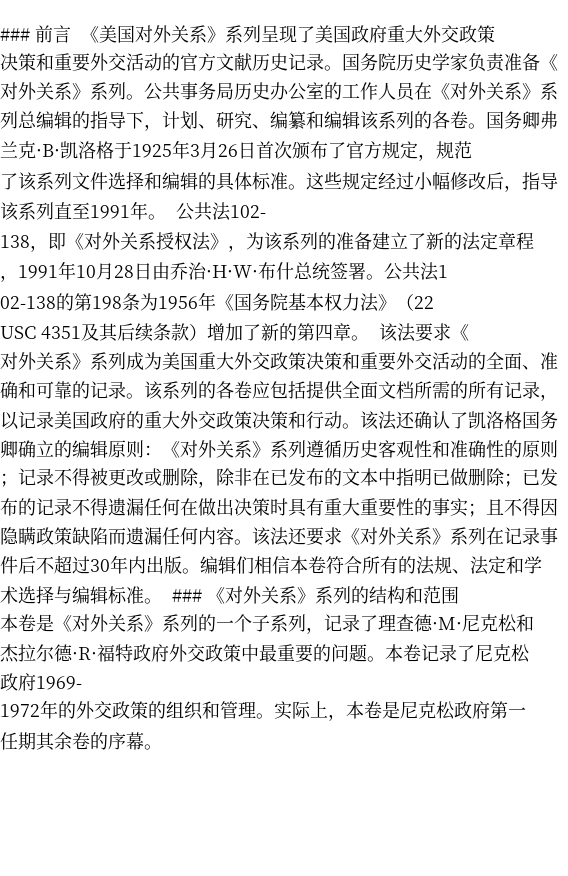 ### 前言  《美国对外关系》系列呈现了美国政府重大外交政策
决策和重要外交活动的官方文献历史记录。国务院历史学家负责准备《
对外关系》系列。公共事务局历史办公室的工作人员在《对外关系》系
列总编辑的指导下，计划、研究、编纂和编辑该系列的各卷。国务卿弗
兰克·B·凯洛格于1925年3月26日首次颁布了官方规定，规范
了该系列文件选择和编辑的具体标准。这些规定经过小幅修改后，指导
该系列直至1991年。  公共法102-
138，即《对外关系授权法》，为该系列的准备建立了新的法定章程
，1991年10月28日由乔治·H·W·布什总统签署。公共法1
02-138的第198条为1956年《国务院基本权力法》（22
USC 4351及其后续条款）增加了新的第四章。  该法要求《
对外关系》系列成为美国重大外交政策决策和重要外交活动的全面、准
确和可靠的记录。该系列的各卷应包括提供全面文档所需的所有记录，
以记录美国政府的重大外交政策决策和行动。该法还确认了凯洛格国务
卿确立的编辑原则：《对外关系》系列遵循历史客观性和准确性的原则
；记录不得被更改或删除，除非在已发布的文本中指明已做删除；已发
布的记录不得遗漏任何在做出决策时具有重大重要性的事实；且不得因
隐瞒政策缺陷而遗漏任何内容。该法还要求《对外关系》系列在记录事
件后不超过30年内出版。编辑们相信本卷符合所有的法规、法定和学
术选择与编辑标准。  ### 《对外关系》系列的结构和范围
本卷是《对外关系》系列的一个子系列，记录了理查德·M·尼克松和
杰拉尔德·R·福特政府外交政策中最重要的问题。本卷记录了尼克松
政府1969-
1972年的外交政策的组织和管理。实际上，本卷是尼克松政府第一
任期其余卷的序幕。